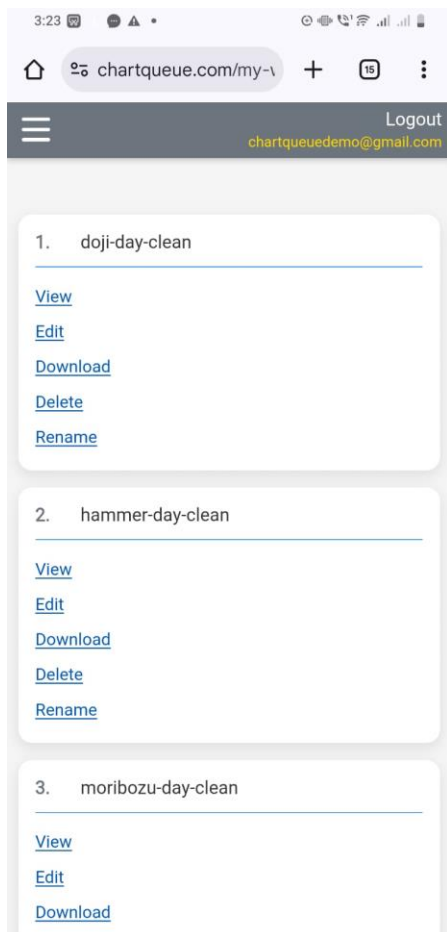 3:23
chartqueue.com/my-v
15
Logout
chartqueuedemo@gmail.com
1. doji-day-clean
View
Edit
Download
Delete
Rename
2. hammer-day-clean
View
Edit
Download
Delete
Rename
3. moribozu-day-clean
View
Edit
Download